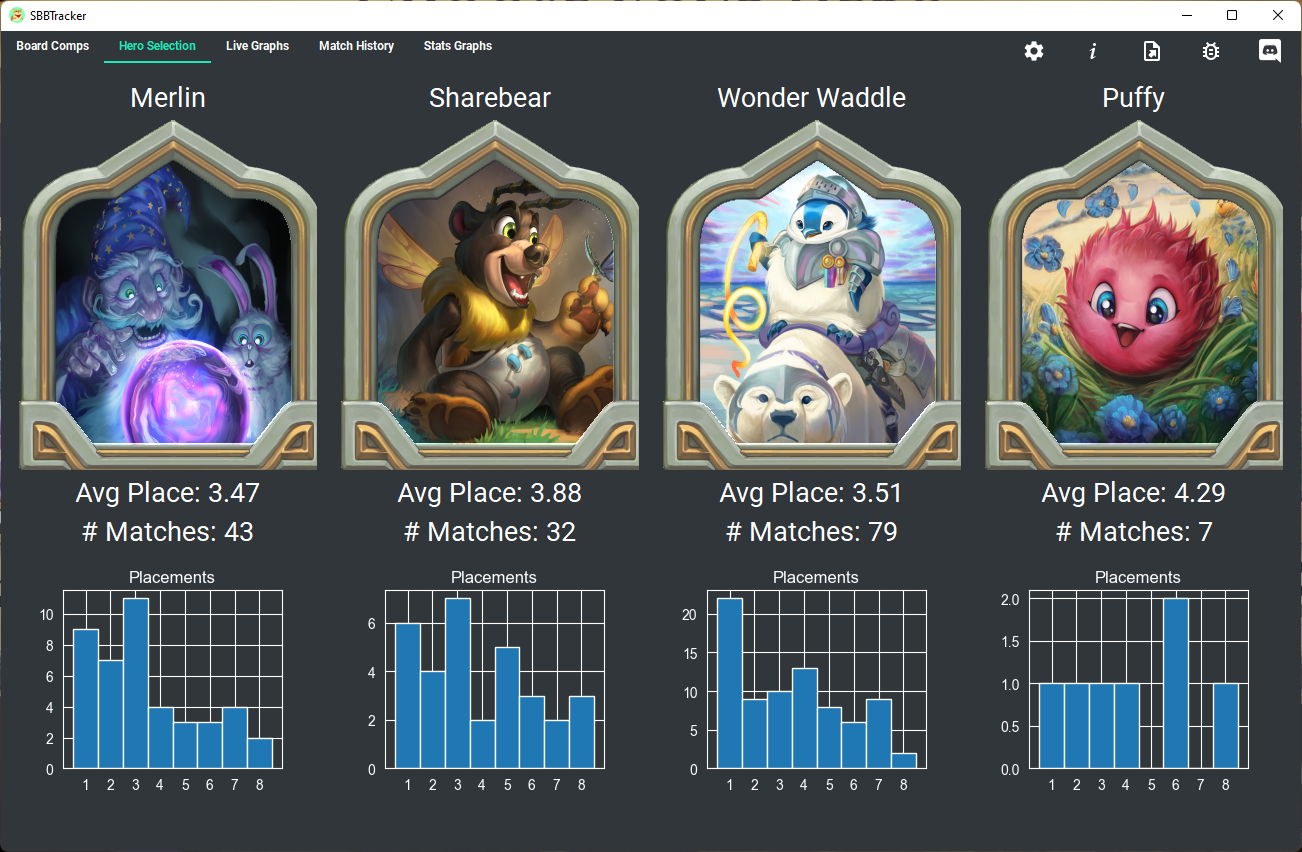 SBBTracker
Board Comps Hero Selection Live Graphs Match History Stats Graphs
Merlin
Avg Place: 3.47
# Matches: 43
Placements
10
8
6
4
2
0
1 2 3 4 5 6 7 8
Sharebear
Avg Place: 3.88
# Matches: 32
Placements
6
4
2
0
1 2 3 4 5 6 7 8
Wonder Waddle
Avg Place: 3.51
# Matches: 79
Placements
20
15
10
5
0
1 2 3 4 5 6 7 8
Puffy
Avg Place: 4.29
# Matches: 7
Placements
2.0
1.5
1.0
0.5
0.0
1 2 3 4 5 6 7 8